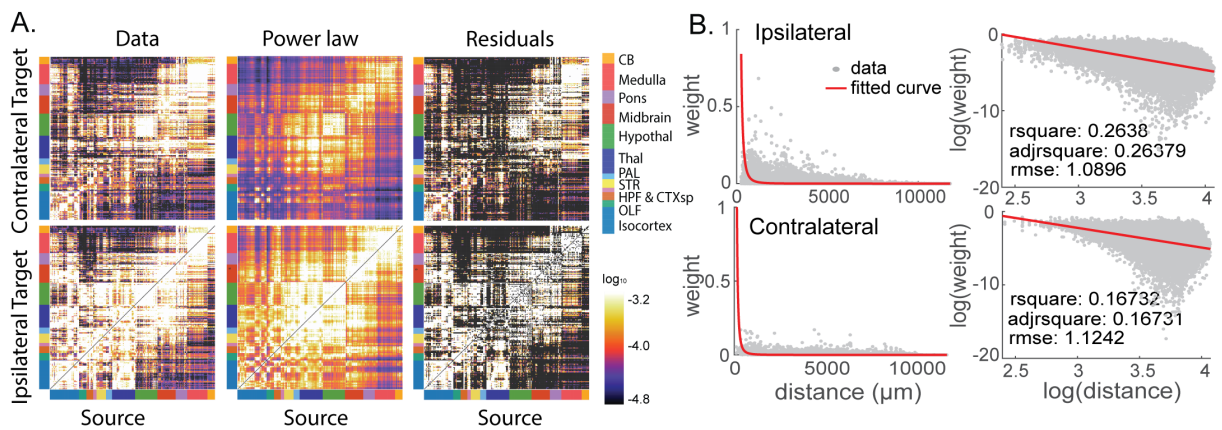 A.
Data
Power law
Residuals
Contralateral Target
Ipsilateral Target
Source
Source
Source
CB
Medulla
Pons
Midbrain
Hypothal
Thal
PAL
STR
HPF & CTXsp
OLF
Isocortex
log₁₀
-3.2
-4.0
-4.8
B.
Ipsilateral
data
fitted curve
weight
1
0.5
0
0
5000
10000
Contralateral
weight
1
0.5
0
0
5000
10000
distance (µm)
log(weight)
0
-10
-20
2.5
3
3.5
4
rsquare: 0.2638
adjrsquare: 0.26379
rmse: 1.0896
log(weight)
0
-10
-20
2.5
3
3.5
4
rsquare: 0.16732
adjrsquare: 0.16731
rmse: 1.1242
log(distance)